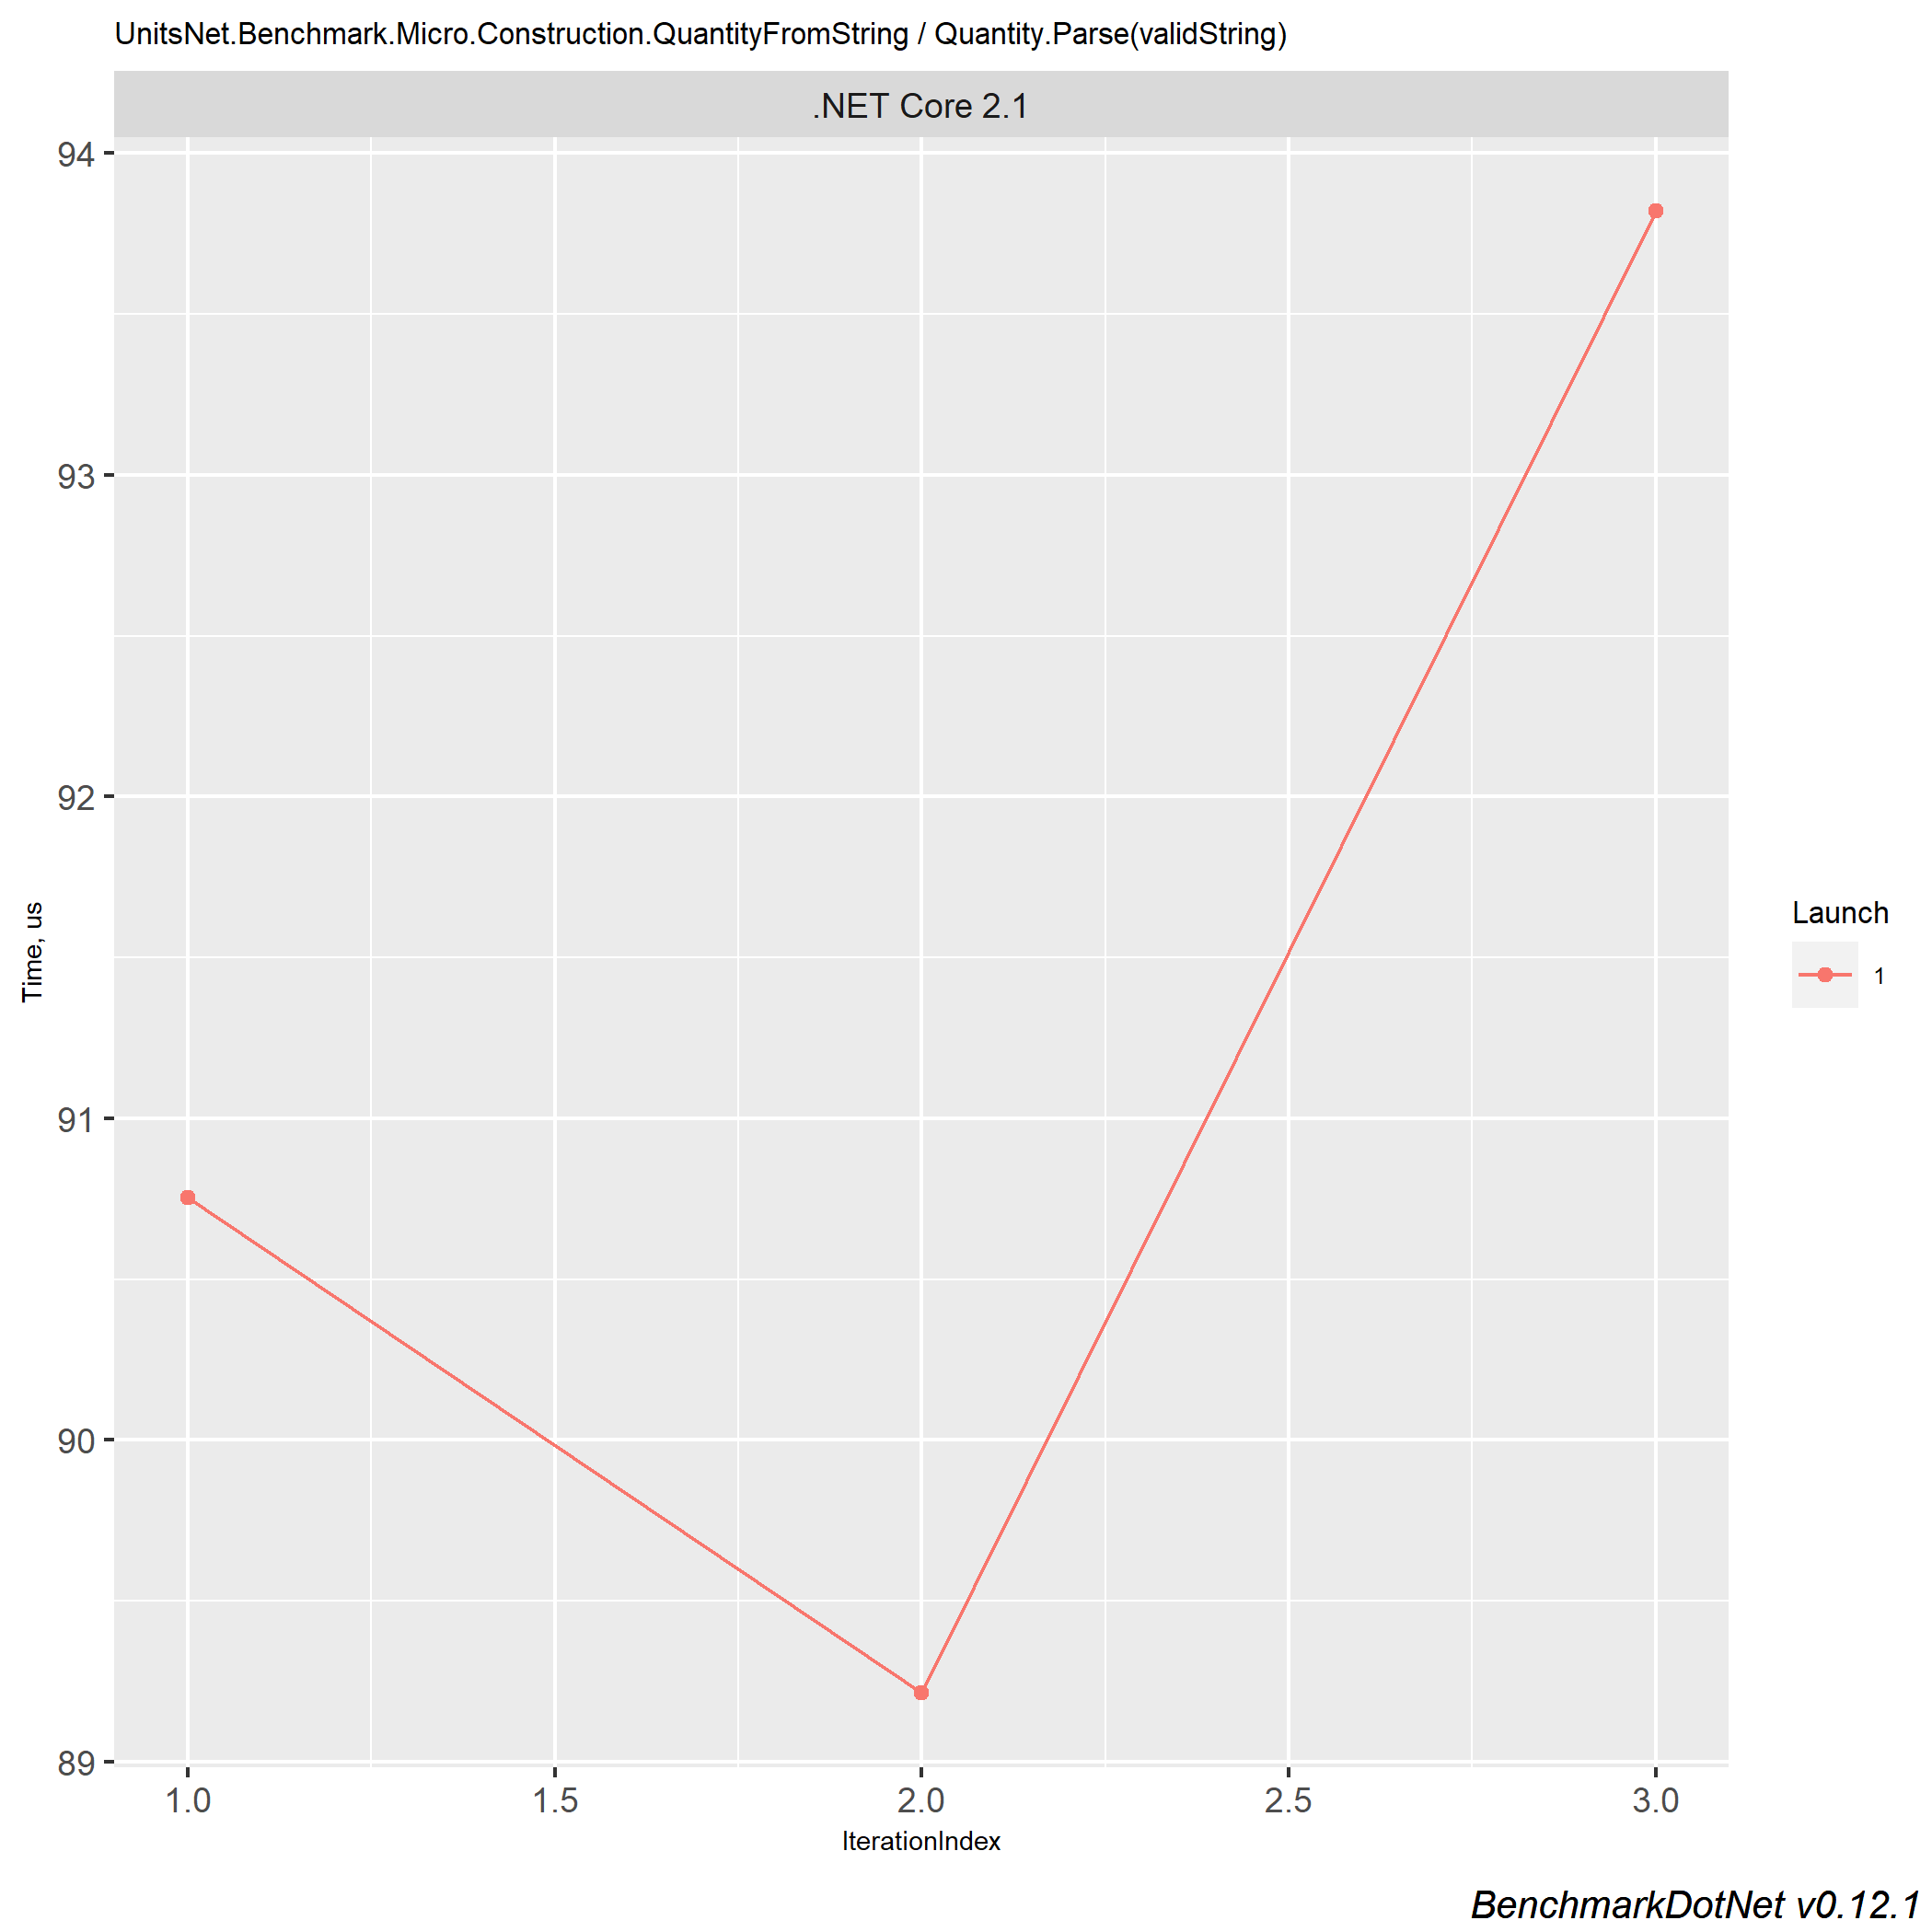 UnitsNet.Benchmark.Micro.Construction.QuantityFromString / Quantity.Parse(validString)
.NET Core 2.1
94
93
92
91
90
89
Time, us
1.0 1.5 2.0 2.5 3.0
IterationIndex
Launch
1
BenchmarkDotNet v0.12.1